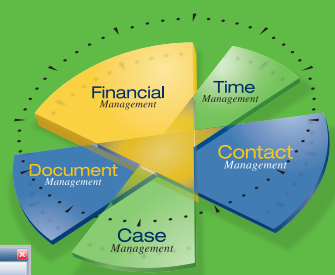 Financial
Management
Time
Management
Contact
Management
Document
Management
Case
Management